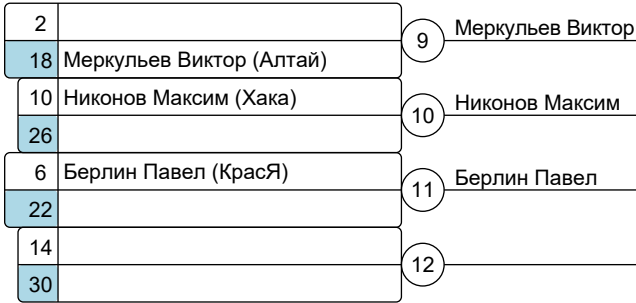 2
9 Меркульев Виктор
18 Меркульев Виктор (Алтай)
10 Никонов Максим (Хака)
10 Никонов Максим
26
6 Берлин Павел (КрасЯ)
11 Берлин Павел
22
14
12
30